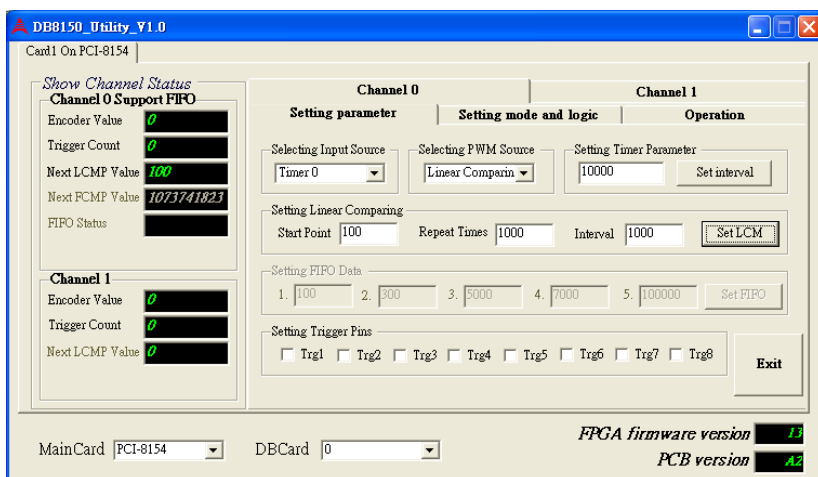 DB8150_Utility_V1.0
Card1 On PCI-8154
Show Channel Status
Channel 0 Support FIFO
Encoder Value 0
Trigger Count 0
Next LCMP Value 100
Next FCMP Value 1073741823
FIFO Status
Channel 1
Encoder Value 0
Trigger Count 0
Next LCMP Value 0
Channel 0 Channel 1
Setting parameter Setting mode and logic Operation
Selecting Input Source Selecting PWM Source Setting Timer Parameter
Timer 0 Linear Comparin 10000 Set interval
Setting Linear Comparing
Start Point 100 Repeat Times 1000 Interval 1000 Set LCM
Setting FIFO Data
1. 100 2. 300 3. 5000 4. 7000 5. 100000 Set FIFO
Setting Trigger Pins
Trg1 Trg2 Trg3 Trg4 Trg5 Trg6 Trg7 Trg8
Exit
MainCard PCI-8154 DBCard 0
FPGA firmware version 13
PCB version A2